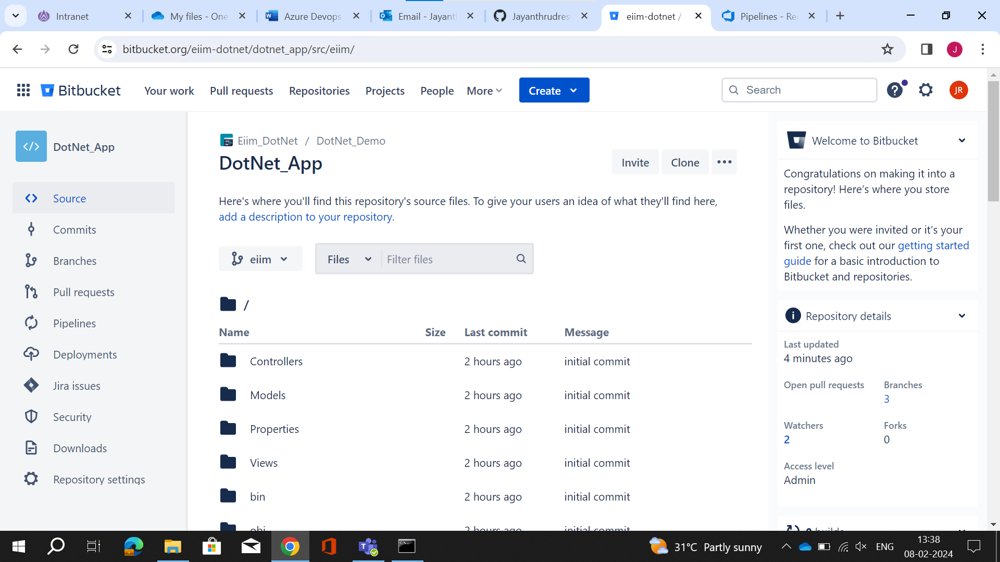 Intranet
My files - One
Azure Devops
Email - Jayant
Jayanthrudres
eiim-dotnet /
Pipelines - Re
bitbucket.org/eiim-dotnet/dotnet_app/src/eiim/
J
Bitbucket
Your work
Pull requests
Repositories
Projects
People
More
Create
Search
JR
DotNet_App
Source
Commits
Branches
Pull requests
Pipelines
Deployments
Jira issues
Security
Downloads
Repository settings
Eiim_DotNet / DotNet_Demo
DotNet_App
Invite
Clone
Here's where you'll find this repository's source files. To give your users an idea of what they'll find here,
add a description to your repository.
eiim
Files
Filter files
/
Name Size Last commit Message
Controllers 2 hours ago initial commit
Models 2 hours ago initial commit
Properties 2 hours ago initial commit
Views 2 hours ago initial commit
bin 2 hours ago initial commit
obj 2 hours ago initial commit
Welcome to Bitbucket
Congratulations on making it into a
repository! Here’s where you store
files.
Whether you were invited or it’s your
first one, check out our getting started
guide for a basic introduction to
Bitbucket and repositories.
Repository details
Last updated
4 minutes ago
Open pull requests Branches
3
Watchers Forks
2 0
Access level
Admin
builds
31°C Partly sunny
ENG
13:38
08-02-2024